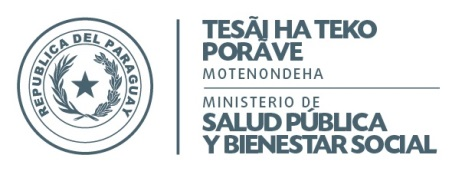 REPUBLICA DEL PARAGUAY
TESÃI HA TEKO
PORÃVE
MOTENONDEHA
MINISTERIO DE
SALUD PÚBLICA
Y BIENESTAR SOCIAL